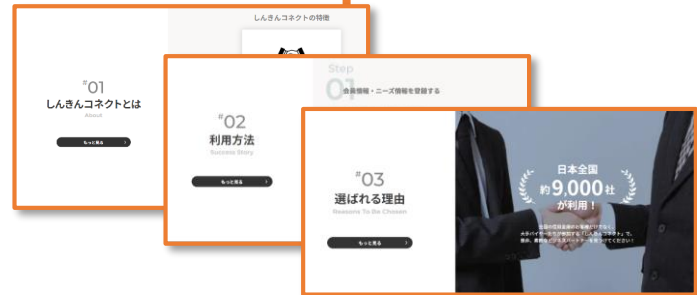 しんきんコネクトの特徴
#01
しんきんコネクトとは
About
もっと見る
Step
01
会員情報・ニーズ情報を登録する
#02
利用方法
Success Story
もっと見る
#03
選ばれる理由
Reasons To Be Chosen
もっと見る
日本全国
約9,000社
が利用！